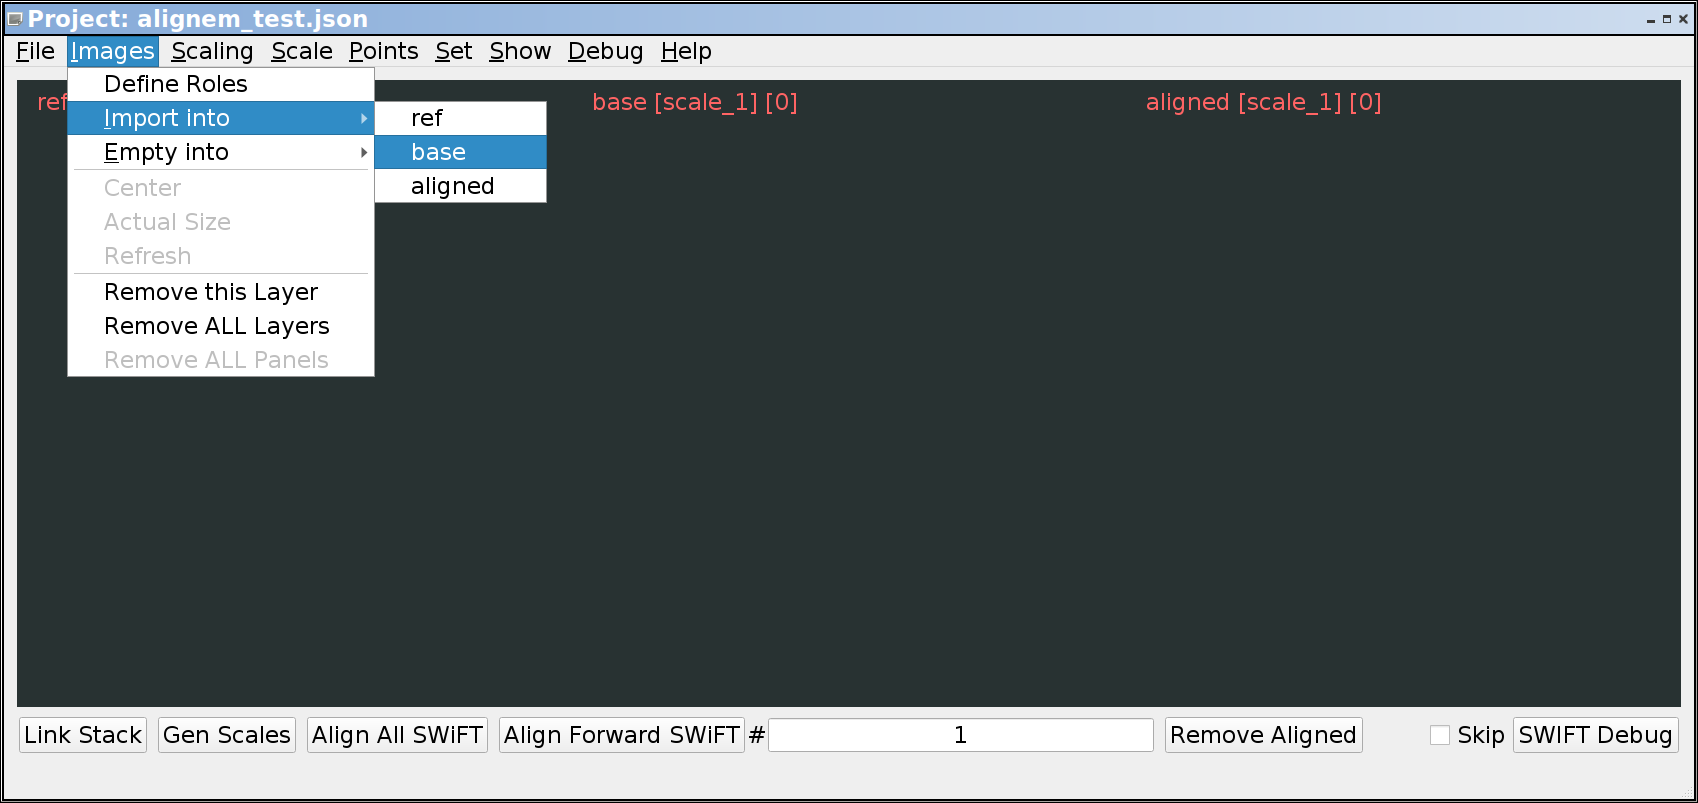 Project: alignem_test.json
File Images Scaling Scale Points Set Show Debug Help
Define Roles
ref base [scale_1] [0] aligned [scale_1] [0]
Import into ref
Empty into base
Center aligned
Actual Size
Refresh
Remove this Layer
Remove ALL Layers
Remove ALL Panels
Link Stack Gen Scales Align All SWiFT Align Forward SWiFT # 1 Remove Aligned Skip SWIFT Debug